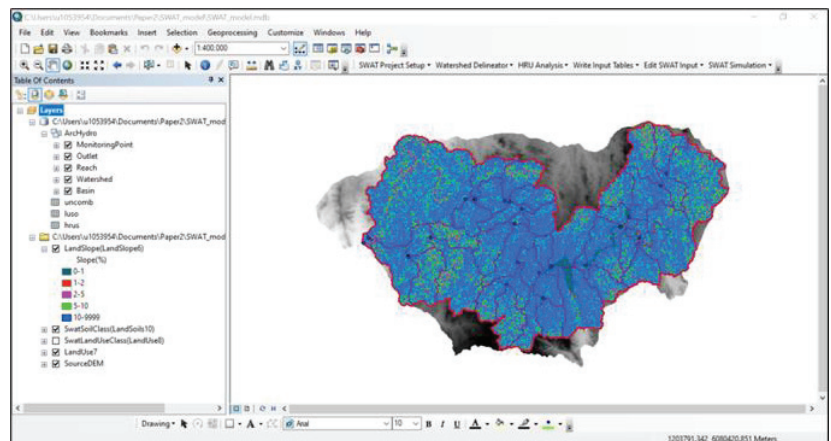 C:\Users\u1053954\Documents\Paper2\SWAT_model\SWAT_model.mdb
File Edit View Bookmarks Insert Selection Geoprocessing Customize Windows Help
1:400.000
SWAT Project Setup Watershed Delineator HRU Analysis Write Input Tables Edit SWAT Input SWAT Simulation
Table Of Contents
Layers
C:\Users\u1053954\Documents\Paper2\SWAT_mod
ArcHydro
MonitoringPoint
Outlet
Reach
Watershed
Basin
uncomb
luso
hrus
C:\Users\u1053954\Documents\Paper2\SWAT_mod
LandSlope(LandSlope6)
Slope(%)
0-1
1-2
2-5
5-10
10-9999
SwatSoilClass(LandSoils10)
SwatLandUseClass(LandUse8)
LandUse7
SourceDEM
Drawing A Arial 10 B I U A
1203791,342 6080420,851 Meters